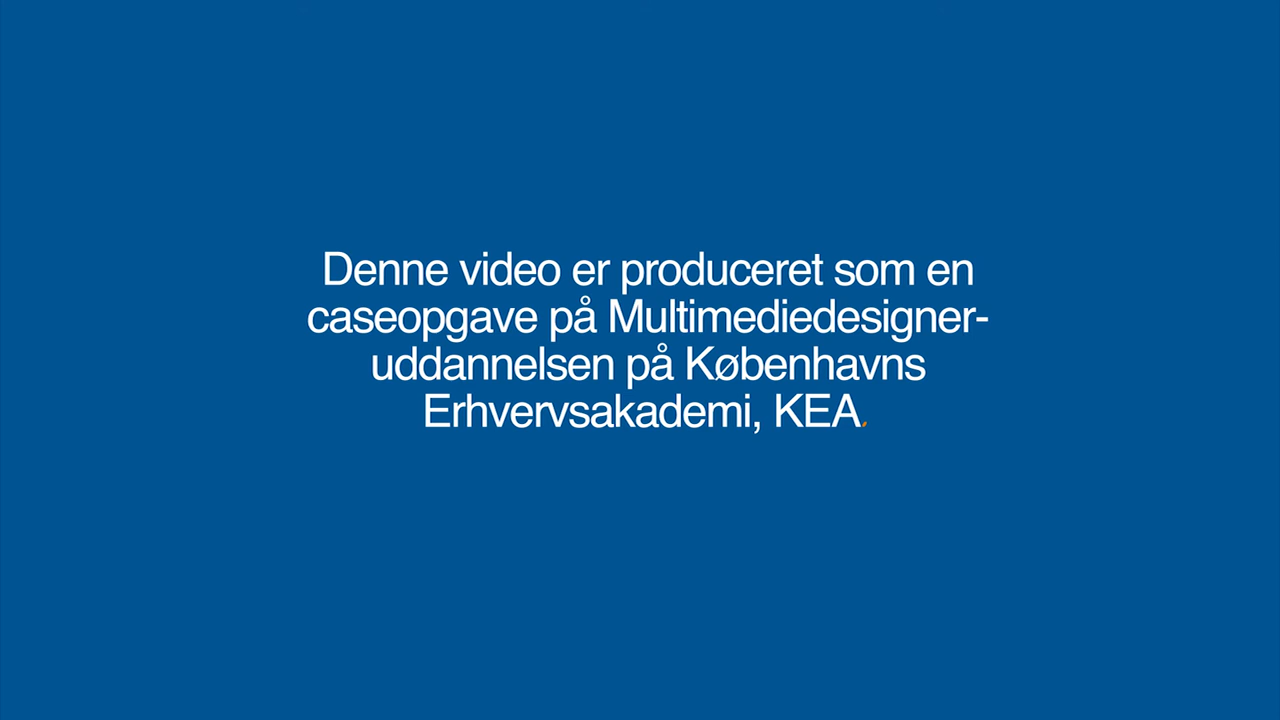 Denne video er produceret som en
caseopgave på Multimediedesigner-
uddannelsen på Københavns
Erhvervsakademi, KEA.